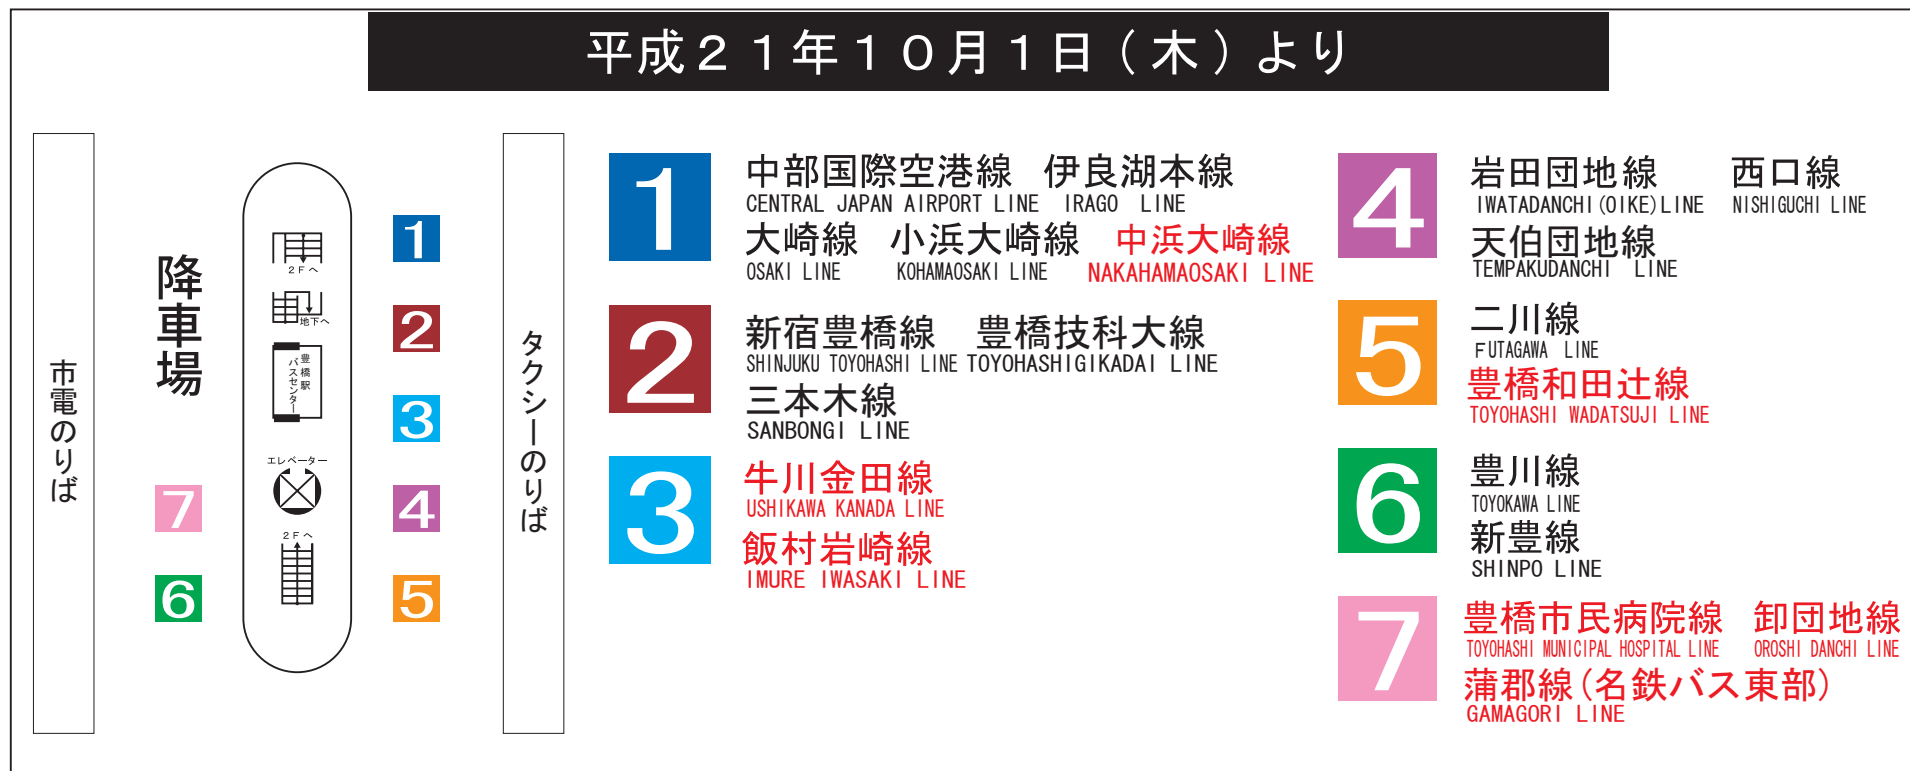 平成21年10月1日(木)より
市電のりば
降車場
7
6
2Fへ
地下へ
豊橋駅
バスセンター
エレベーター
2Fへ
1
2
3
4
5
タクシーのりば
1
中部国際空港線 伊良湖本線
CENTRAL JAPAN AIRPORT LINE IRAGO LINE
大崎線 小浜大崎線 中浜大崎線
OSAKI LINE KOHAMAOSAKI LINE NAKAHAMAOSAKI LINE
2
新宿豊橋線 豊橋技科大線
SHINJUKU TOYOHASHI LINE TOYOHASHIGIKADAI LINE
三本木線
SANBONGI LINE
3
牛川金田線
USHIKAWA KANADA LINE
飯村岩崎線
IMURE IWASAKI LINE
4
岩田団地線 西口線
IWATADANCHI(OIKE)LINE NISHIGUCHI LINE
天伯団地線
TEMPAKUDANCHI LINE
5
二川線
FUTAGAWA LINE
豊橋和田辻線
TOYOHASHI WADATSUJI LINE
6
豊川線
TOYOKAWA LINE
新豊線
SHINPO LINE
7
豊橋市民病院線 卸団地線
TOYOHASHI MUNICIPAL HOSPITAL LINE OROSHI DANCHI LINE
蒲郡線(名鉄バス東部)
GAMAGORI LINE